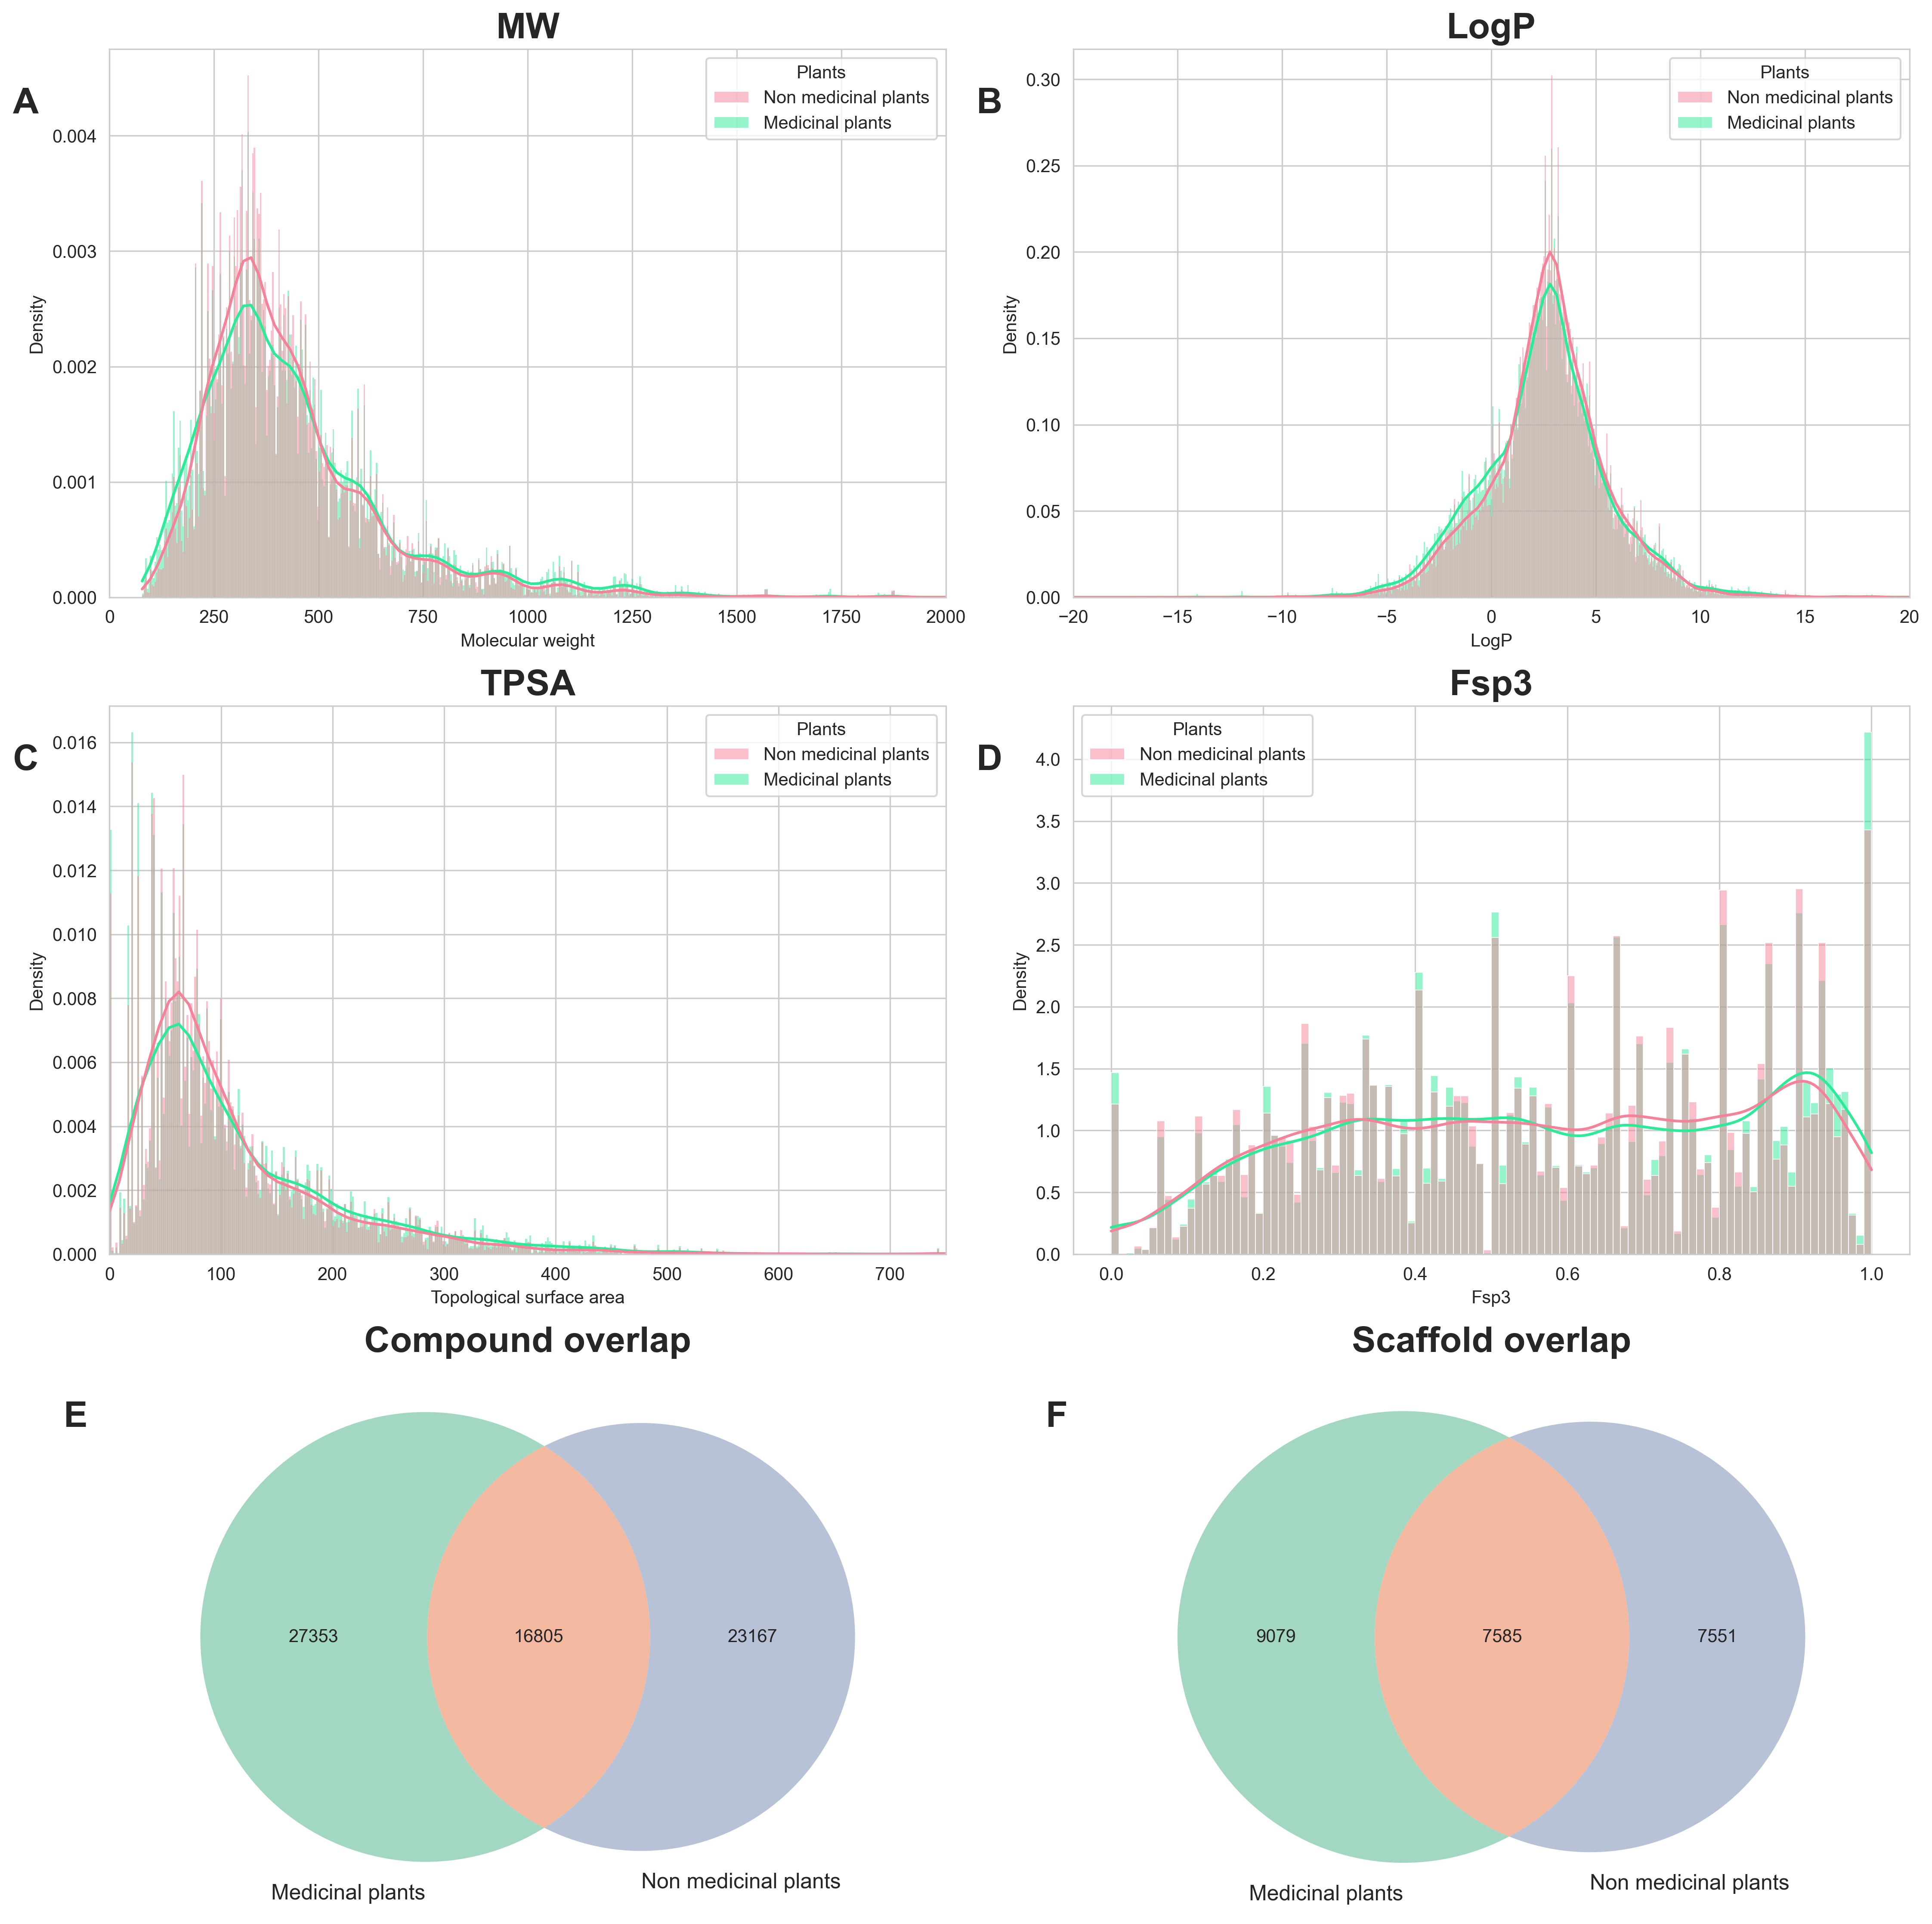 MW
A
Plants
Non medicinal plants
Medicinal plants
Density
0.004
0.003
0.002
0.001
0.000
0 250 500 750 1000 1250 1500 1750 2000
Molecular weight
LogP
B
Plants
Non medicinal plants
Medicinal plants
Density
0.30
0.25
0.20
0.15
0.10
0.05
0.00
−20 −15 −10 −5 0 5 10 15 20
LogP
TPSA
C
Plants
Non medicinal plants
Medicinal plants
Density
0.016
0.014
0.012
0.010
0.008
0.006
0.004
0.002
0.000
0 100 200 300 400 500 600 700
Topological surface area
Fsp3
D
Plants
Non medicinal plants
Medicinal plants
Density
4.0
3.5
3.0
2.5
2.0
1.5
1.0
0.5
0.0
0.0 0.2 0.4 0.6 0.8 1.0
Fsp3
Compound overlap
E
27353 16805 23167
Medicinal plants
Non medicinal plants
Scaffold overlap
F
9079 7585 7551
Medicinal plants
Non medicinal plants